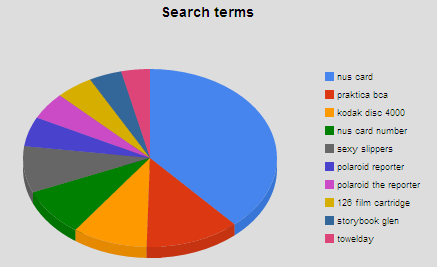 Search terms
nus card
praktica bca
kodak disc 4000
nus card number
sexy slippers
polaroid reporter
polaroid the reporter
126 film cartridge
storybook glen
towelday